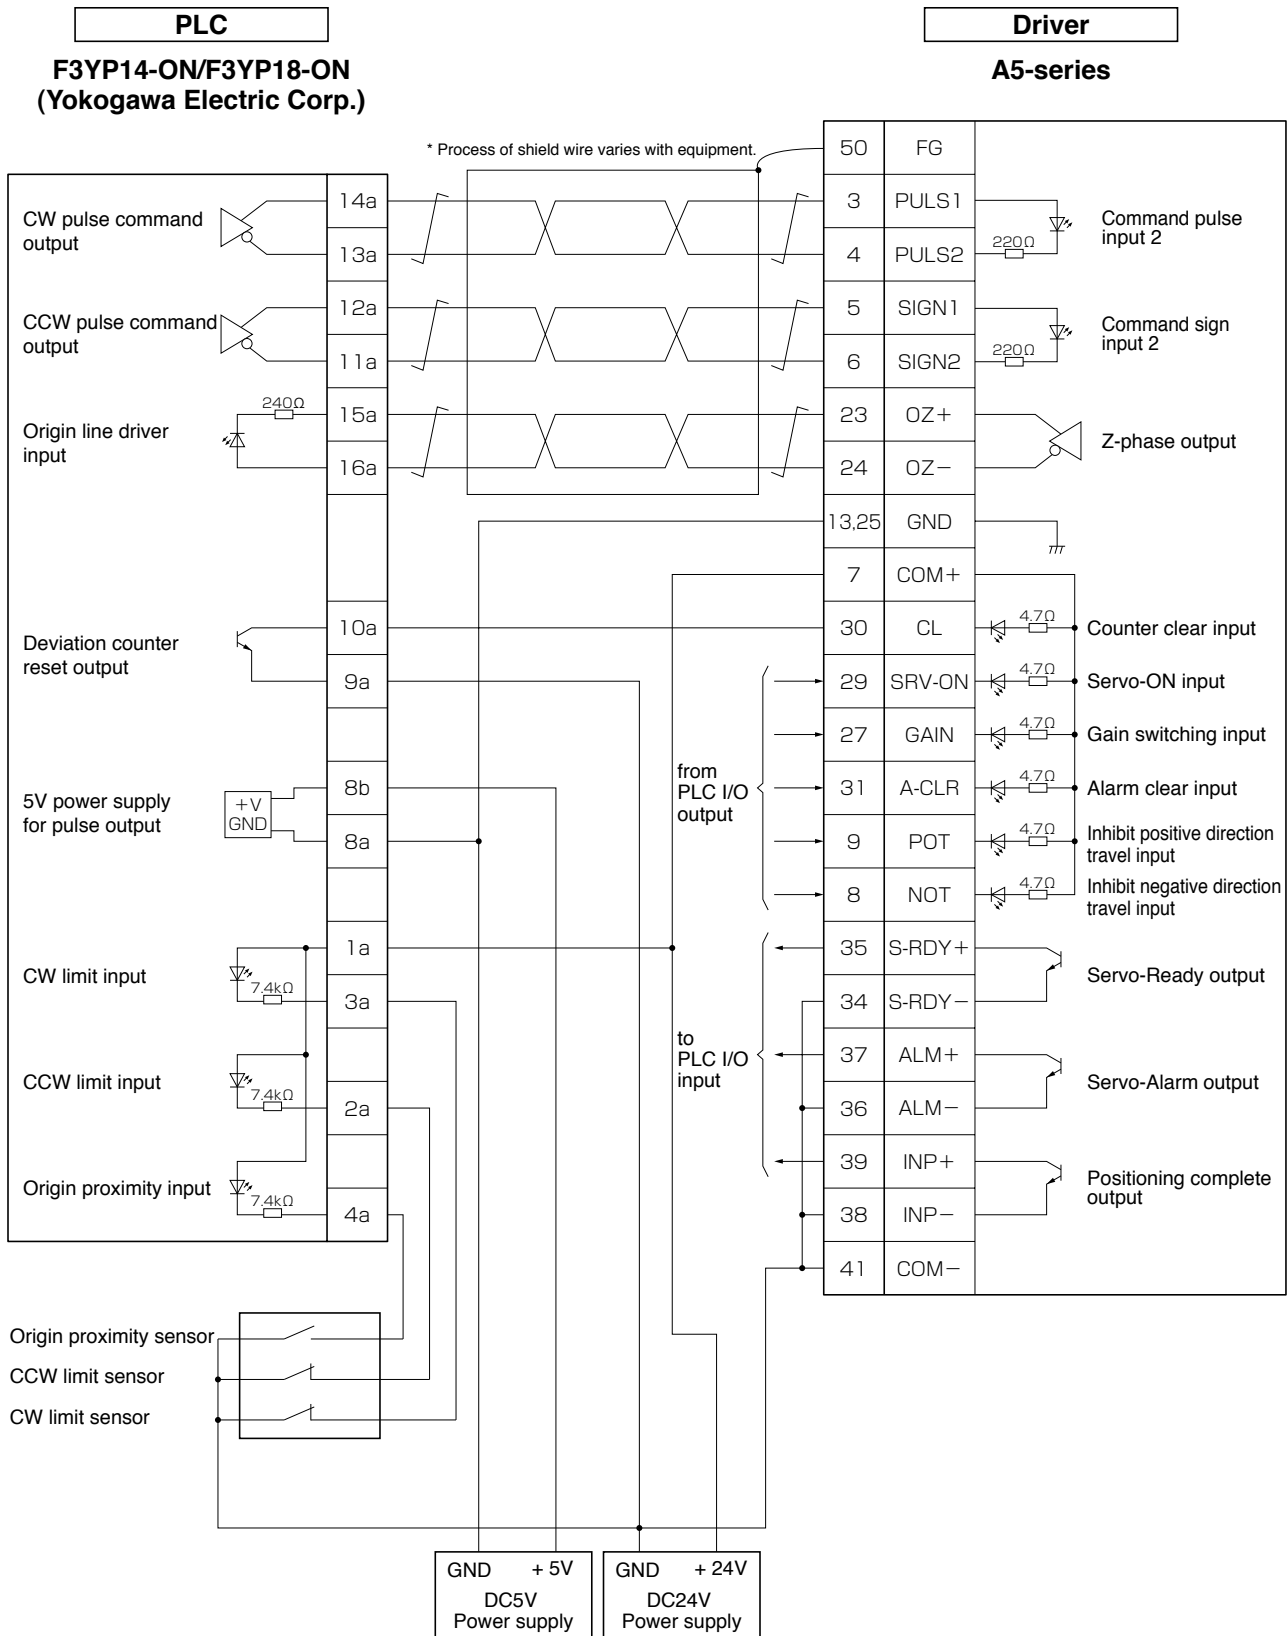 PLC
Driver
F3YP14-ON/F3YP18-ON
(Yokogawa Electric Corp.)
A5-series
* Process of shield wire varies with equipment.
50 FG
CW pulse command
output
14a
13a
3 PULS1
4 PULS2
220Ω
Command pulse
input 2
CCW pulse command
output
12a
11a
5 SIGN1
6 SIGN2
220Ω
Command sign
input 2
Origin line driver
input
240Ω
15a
16a
23 OZ+
24 OZ−
Z-phase output
13,25 GND
7 COM+
Deviation counter
reset output
10a
9a
30 CL
4.7Ω
Counter clear input
29 SRV-ON
4.7Ω
Servo-ON input
27 GAIN
4.7Ω
Gain switching input
from
PLC I/O
output
5V power supply
for pulse output
+V
GND
8b
8a
31 A-CLR
4.7Ω
Alarm clear input
9 POT
4.7Ω
Inhibit positive direction
travel input
8 NOT
4.7Ω
Inhibit negative direction
travel input
CW limit input
7.4kΩ
1a
3a
35 S-RDY+
34 S-RDY−
Servo-Ready output
to
PLC I/O
input
CCW limit input
7.4kΩ
2a
37 ALM+
36 ALM−
Servo-Alarm output
Origin proximity input
7.4kΩ
4a
39 INP+
38 INP−
Positioning complete
output
41 COM−
Origin proximity sensor
CCW limit sensor
CW limit sensor
GND + 5V
DC5V
Power supply
GND + 24V
DC24V
Power supply